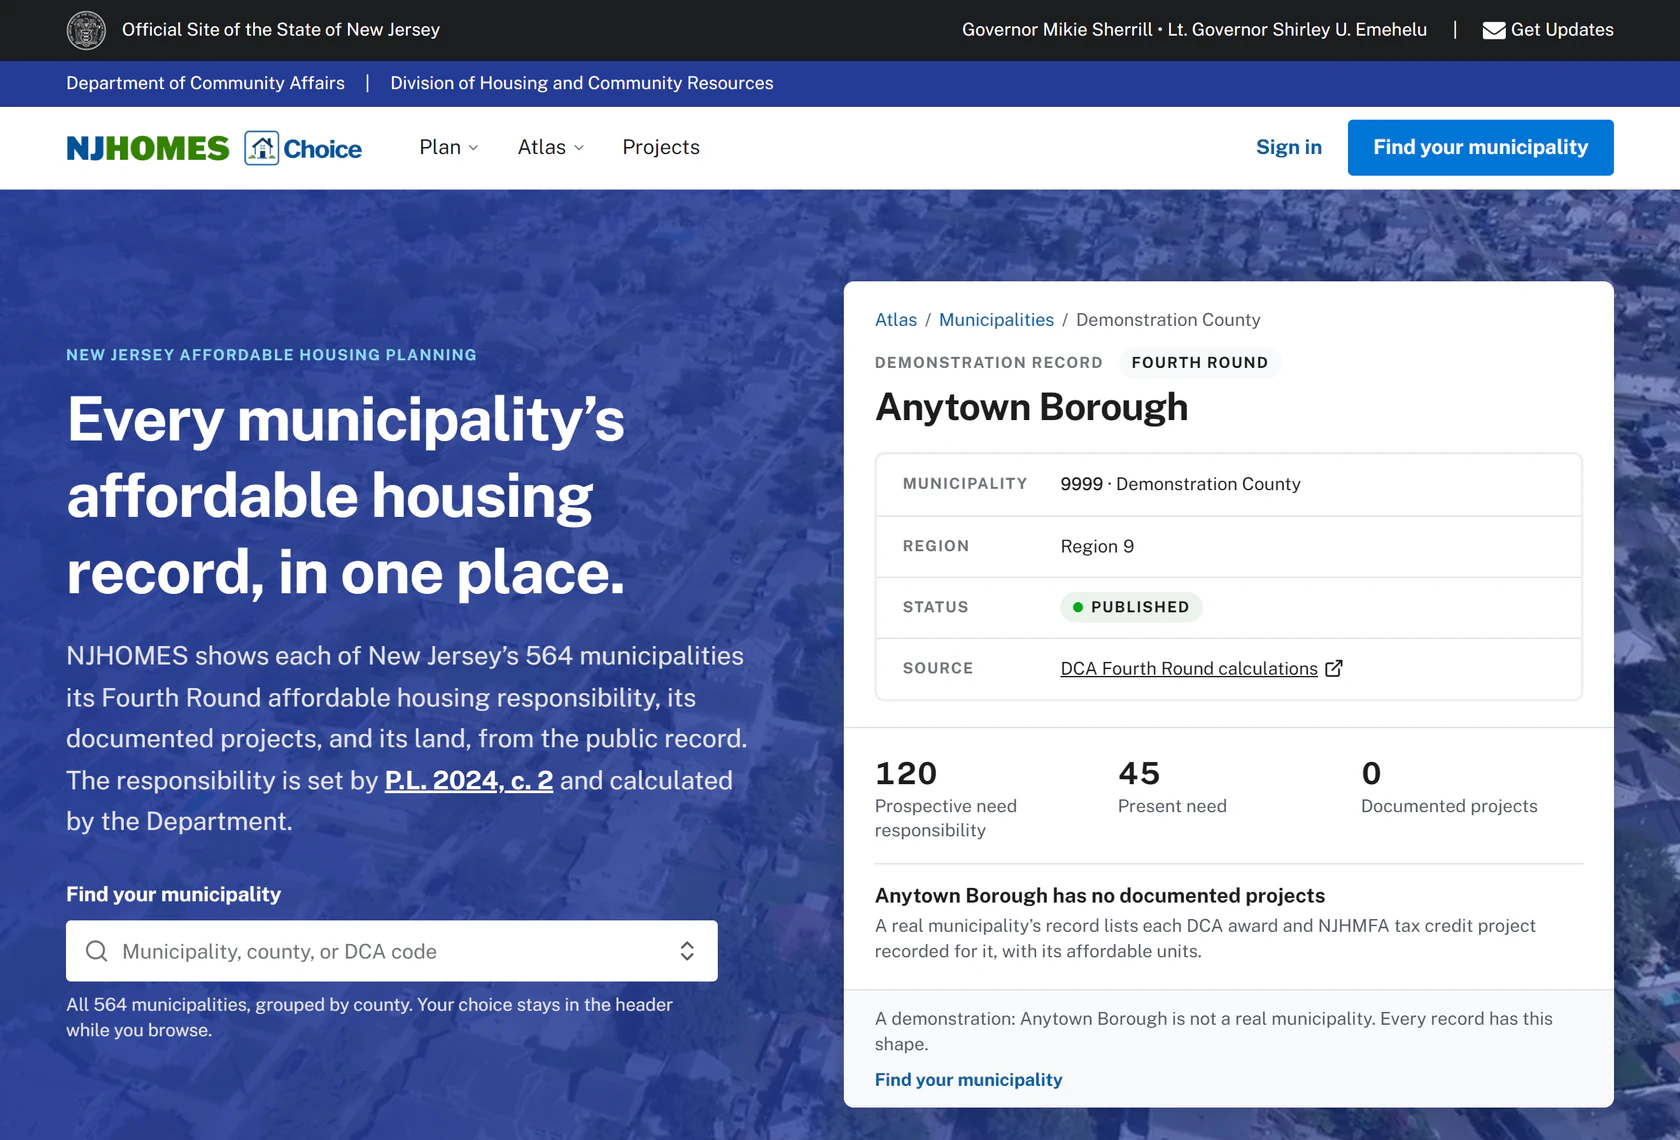 Official Site of the State of New Jersey
Governor Mikie Sherrill • Lt. Governor Shirley U. Emehelu | Get Updates
Department of Community Affairs | Division of Housing and Community Resources
NJHOMES Choice
Plan
Atlas
Projects
Sign in
Find your municipality
NEW JERSEY AFFORDABLE HOUSING PLANNING
Every municipality’s
affordable housing
record, in one place.
NJHOMES shows each of New Jersey’s 564 municipalities
its Fourth Round affordable housing responsibility, its
documented projects, and its land, from the public record.
The responsibility is set by P.L. 2024, c. 2 and calculated
by the Department.
Find your municipality
Municipality, county, or DCA code
All 564 municipalities, grouped by county. Your choice stays in the header
while you browse.
Atlas / Municipalities / Demonstration County
DEMONSTRATION RECORD FOURTH ROUND
Anytown Borough
MUNICIPALITY 9999 · Demonstration County
REGION Region 9
STATUS PUBLISHED
SOURCE DCA Fourth Round calculations
120
Prospective need
responsibility
45
Present need
0
Documented projects
Anytown Borough has no documented projects
A real municipality’s record lists each DCA award and NJHMFA tax credit project
recorded for it, with its affordable units.
A demonstration: Anytown Borough is not a real municipality. Every record has this
shape.
Find your municipality